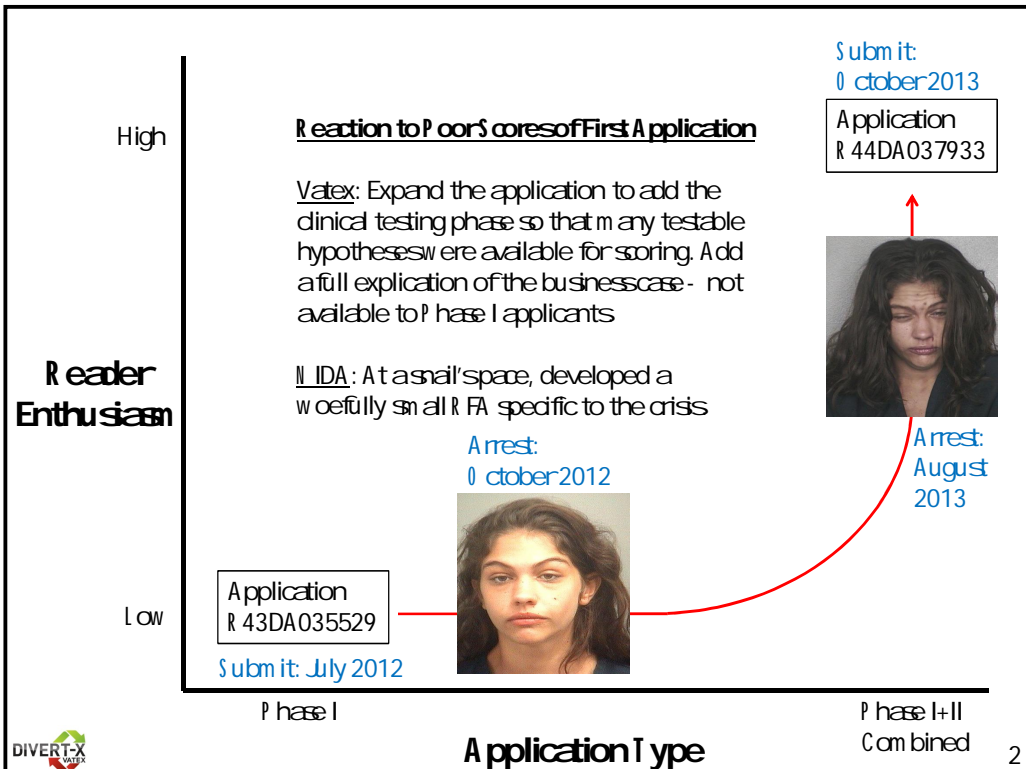 Submit:
October 2013
Application
R44DA037933
High
Reaction to Poor Scores of First Application
Vatex: Expand the application to add the
clinical testing phase so that many testable
hypotheses were available for scoring. Add
a full explication of the business case - not
available to Phase I applicants.
NIDA: At a snail's pace, developed a
woefully small RFA specific to the crisis.
Reader
Enthusiasm
Arrest:
October 2012
Arrest:
August
2013
Application
R43DA035529
Low
Submit: July 2012
Phase I
Phase I+II
Combined
Application Type
DIVERT-X
VATEX
2